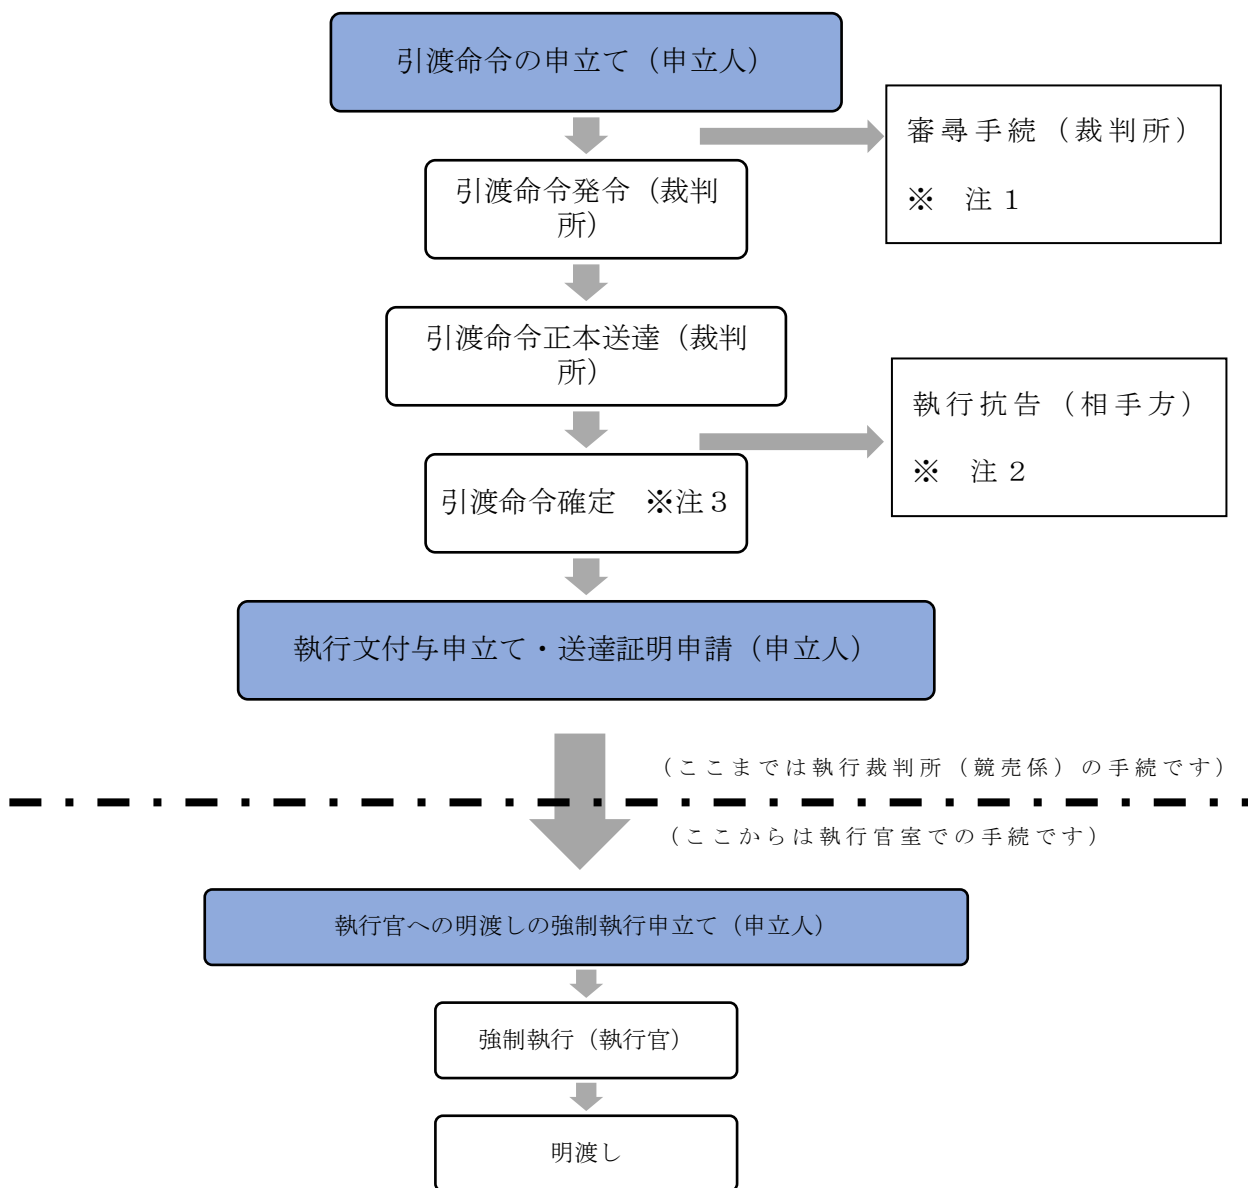 引渡命令の申立て（申立人）
審尋手続（裁判所）
※　注１
引渡命令発令（裁判
所）
引渡命令正本送達（裁判
所）
執行抗告（相手方）
※　注２
引渡命令確定　※注３
執行文付与申立て・送達証明申請（申立人）
（ここまでは執行裁判所（競売係）の手続です）
（ここからは執行官室での手続です）
執行官への明渡しの強制執行申立て（申立人）
強制執行（執行官）
明渡し